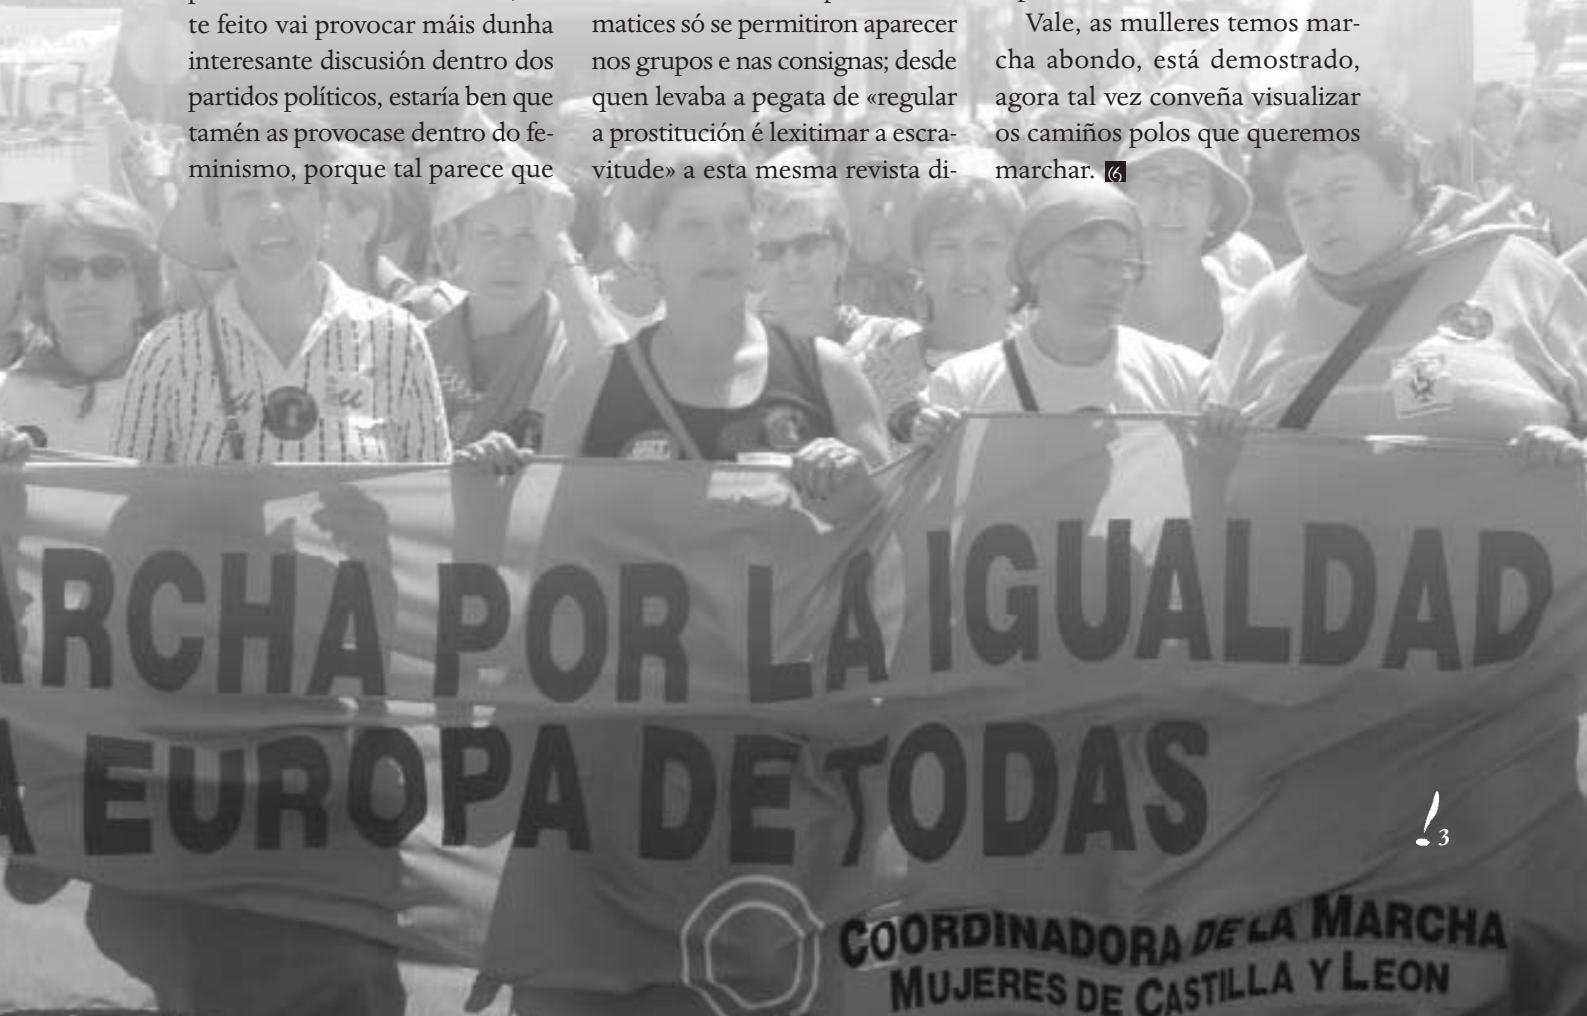 te feito vai provocar máis dunha
interesante discusión dentro dos
partidos políticos, estaría ben que
tamén as provocase dentro do fe-
minismo, porque tal parece que
matices só se permitiron aparecer
nos grupos e nas consignas; desde
quen levaba a pegata de «regular
a prostitución é lexitimar a escra-
vitude» a esta mesma revista di-
Vale, as mulleres temos mar-
cha abondo, está demostrado,
agora tal vez conveña visualizar
os camiños polos que queremos
marchar.
ARCHA POR LA IGUALDAD
A EUROPA DE TODAS
3
COORDINADORA DE LA MARCHA
MUJERES DE CASTILLA Y LEON